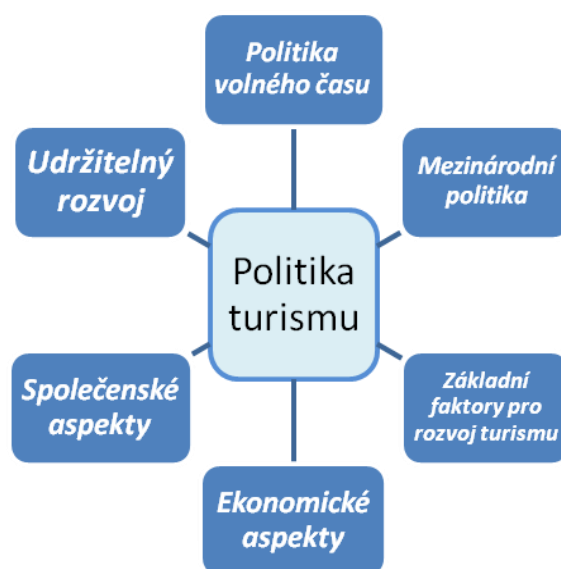 Politika
volného času
Udržitelný
rozvoj
Mezinárodní
politika
Politika
turismu
Společenské
aspekty
Základní
faktory pro
rozvoj turismu
Ekonomické
aspekty